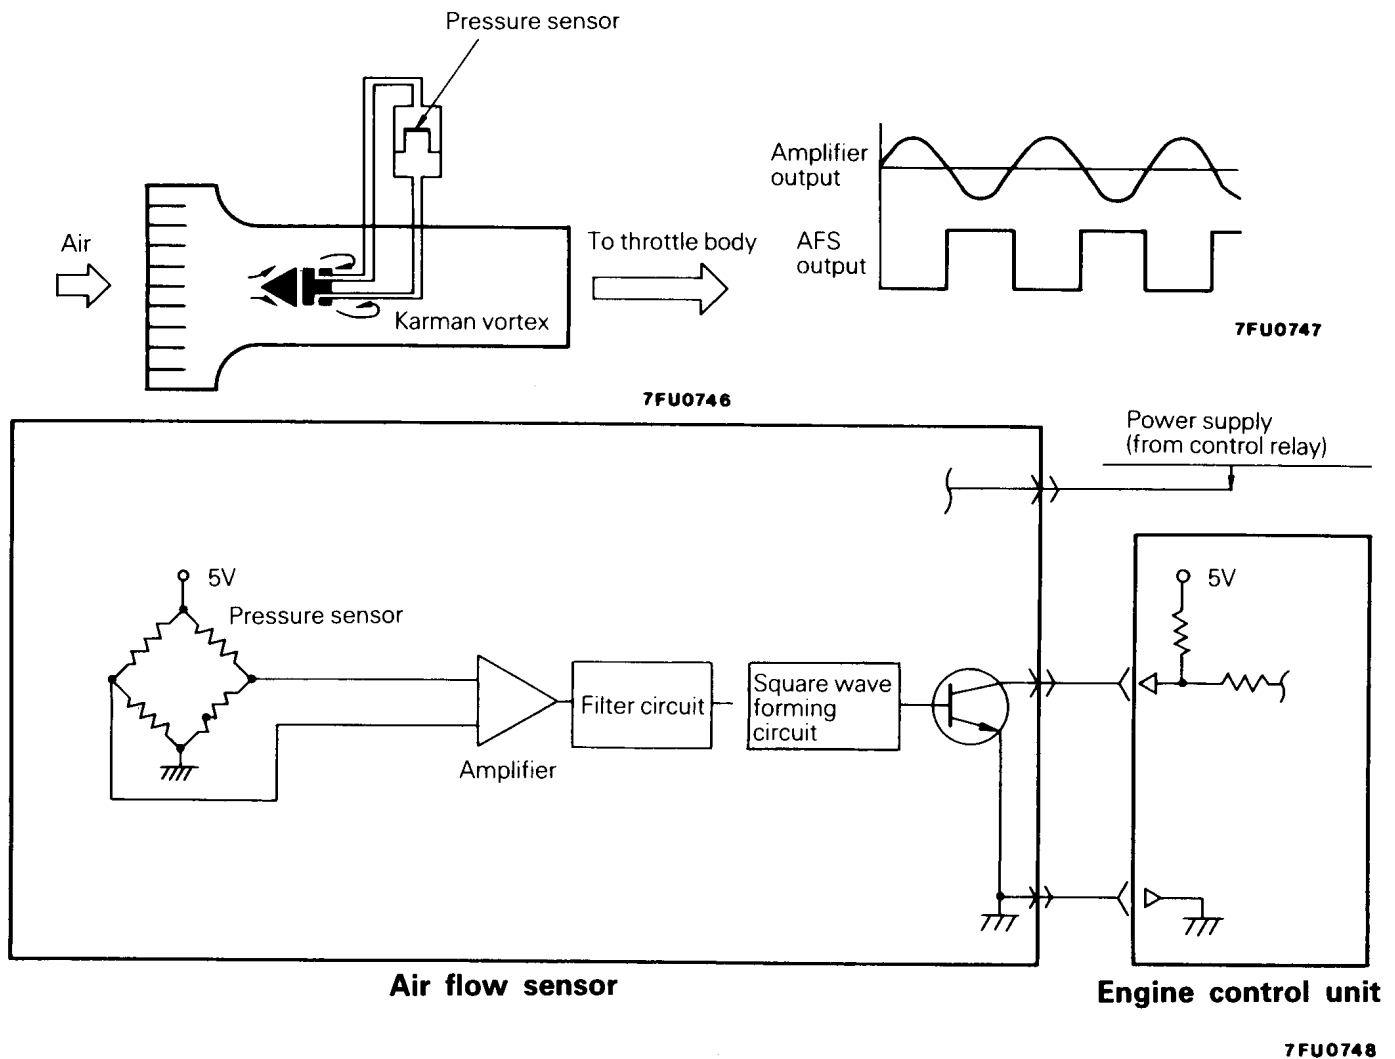 Pressure sensor
Air
Karman vortex
To throttle body
7FU0746
Amplifier
output
AFS
output
7FU0747
Power supply
(from control relay)
5V
Pressure sensor
Amplifier
Filter circuit
Square wave
forming
circuit
5V
Air flow sensor
Engine control unit
7FU0748